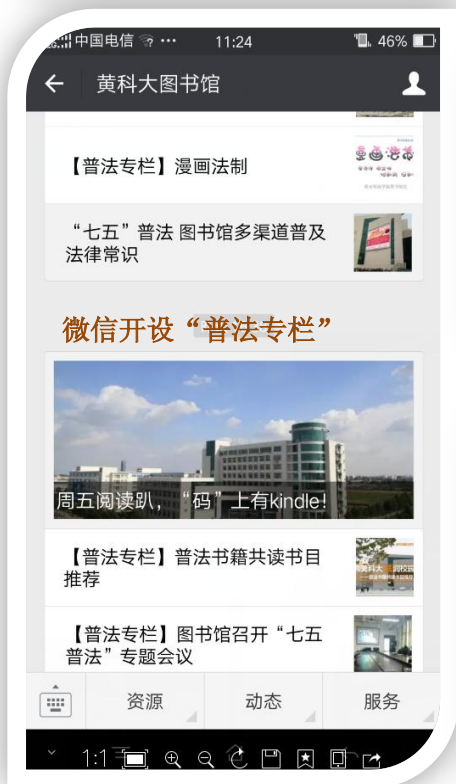 中国电信 11:24 46%
黄科大图书馆
【普法专栏】漫画法制
漫画法制
“七五”普法 图书馆多渠道普及
法律常识
微信开设“普法专栏”
周五阅读趴，“码”上有kindle！
【普法专栏】普法书籍共读书目
推荐
【普法专栏】图书馆召开“七五
普法”专题会议
资源 动态 服务
1:1